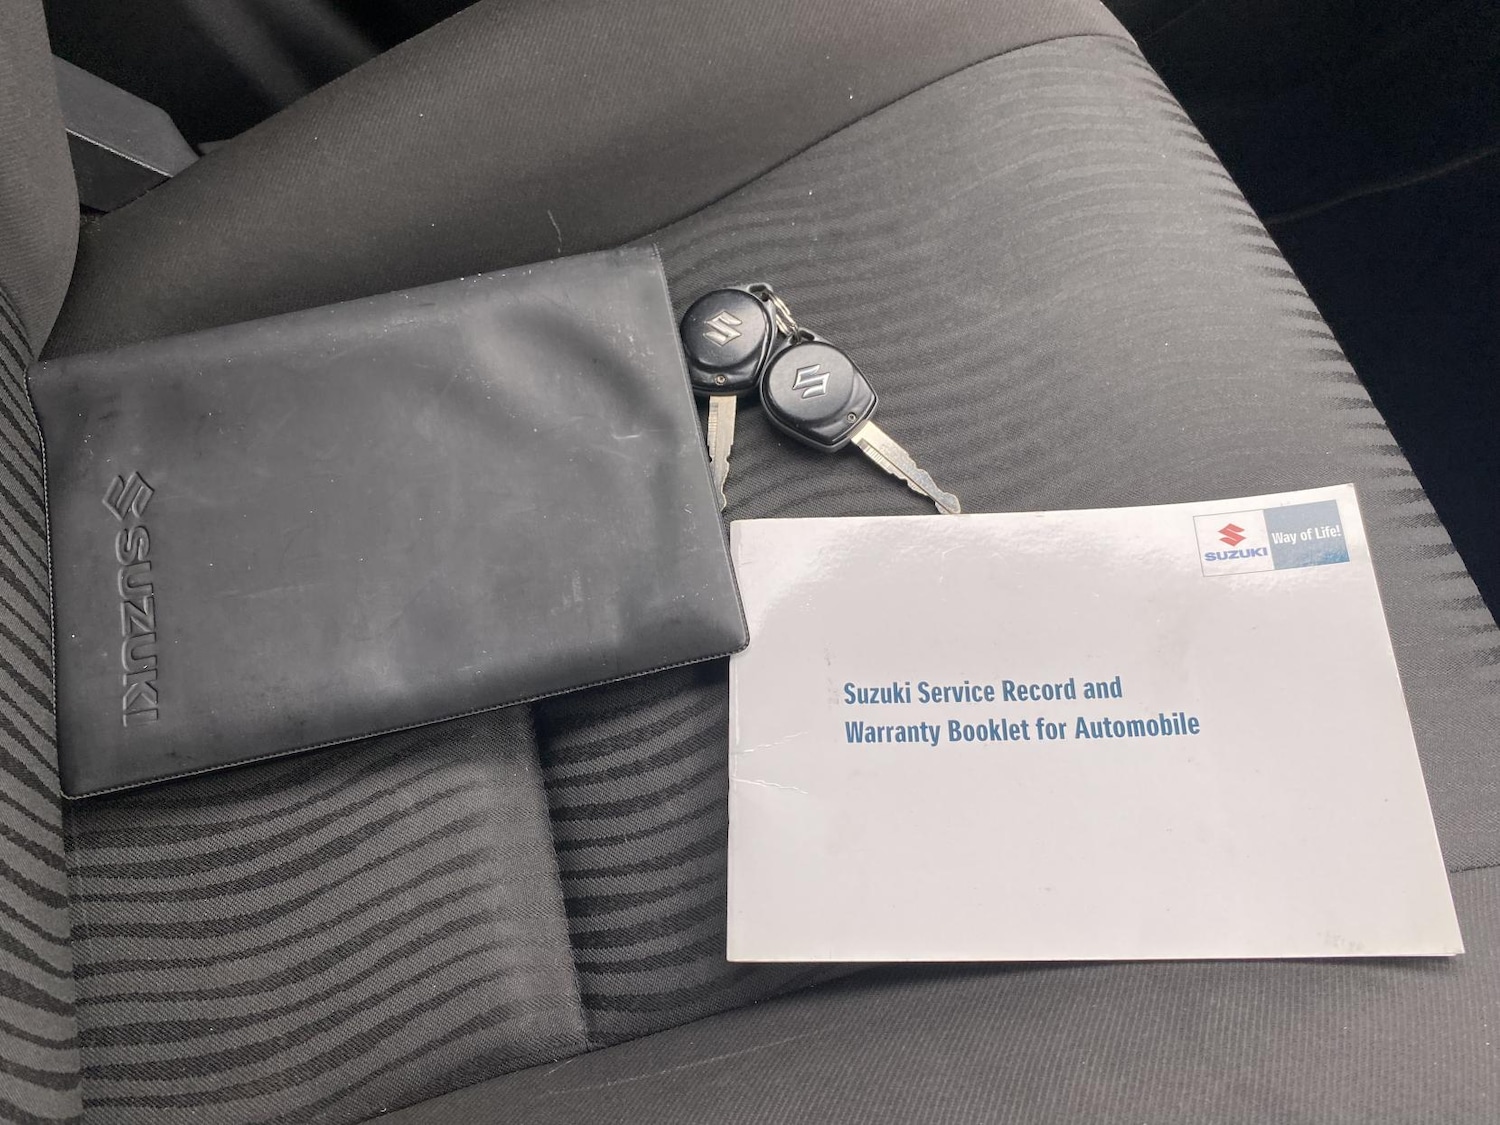 SUZUKI
SUZUKI
Way of Life!
Suzuki Service Record and
Warranty Booklet for Automobile